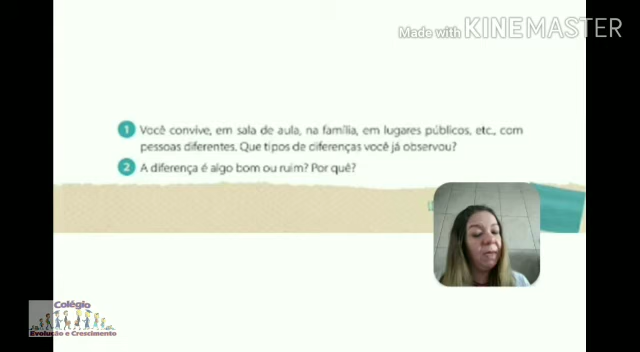 Made with KINEMASTER
1 Você convive, em sala de aula, na família, em lugares públicos, etc., com
pessoas diferentes. Que tipos de diferenças você já observou?
2 A diferença é algo bom ou ruim? Por quê?
Colégio
Evolução e Crescimento